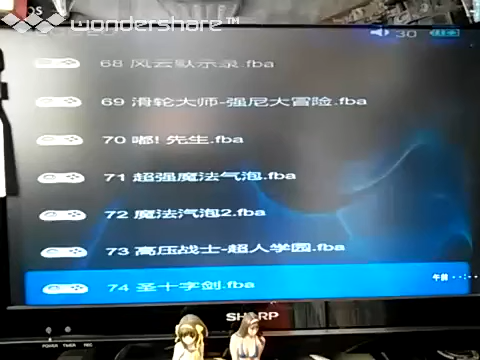 wondershare™
30
68 风云默示录.fba
69 滑轮大师-强尼大冒险.fba
70 嘟! 先生.fba
71 超强魔法气泡.fba
72 魔法汽泡2.fba
73 高压战士-超人学园.fba
午前 --:--
74 圣十字剑.fba
SHARP
POWER TIMER REC